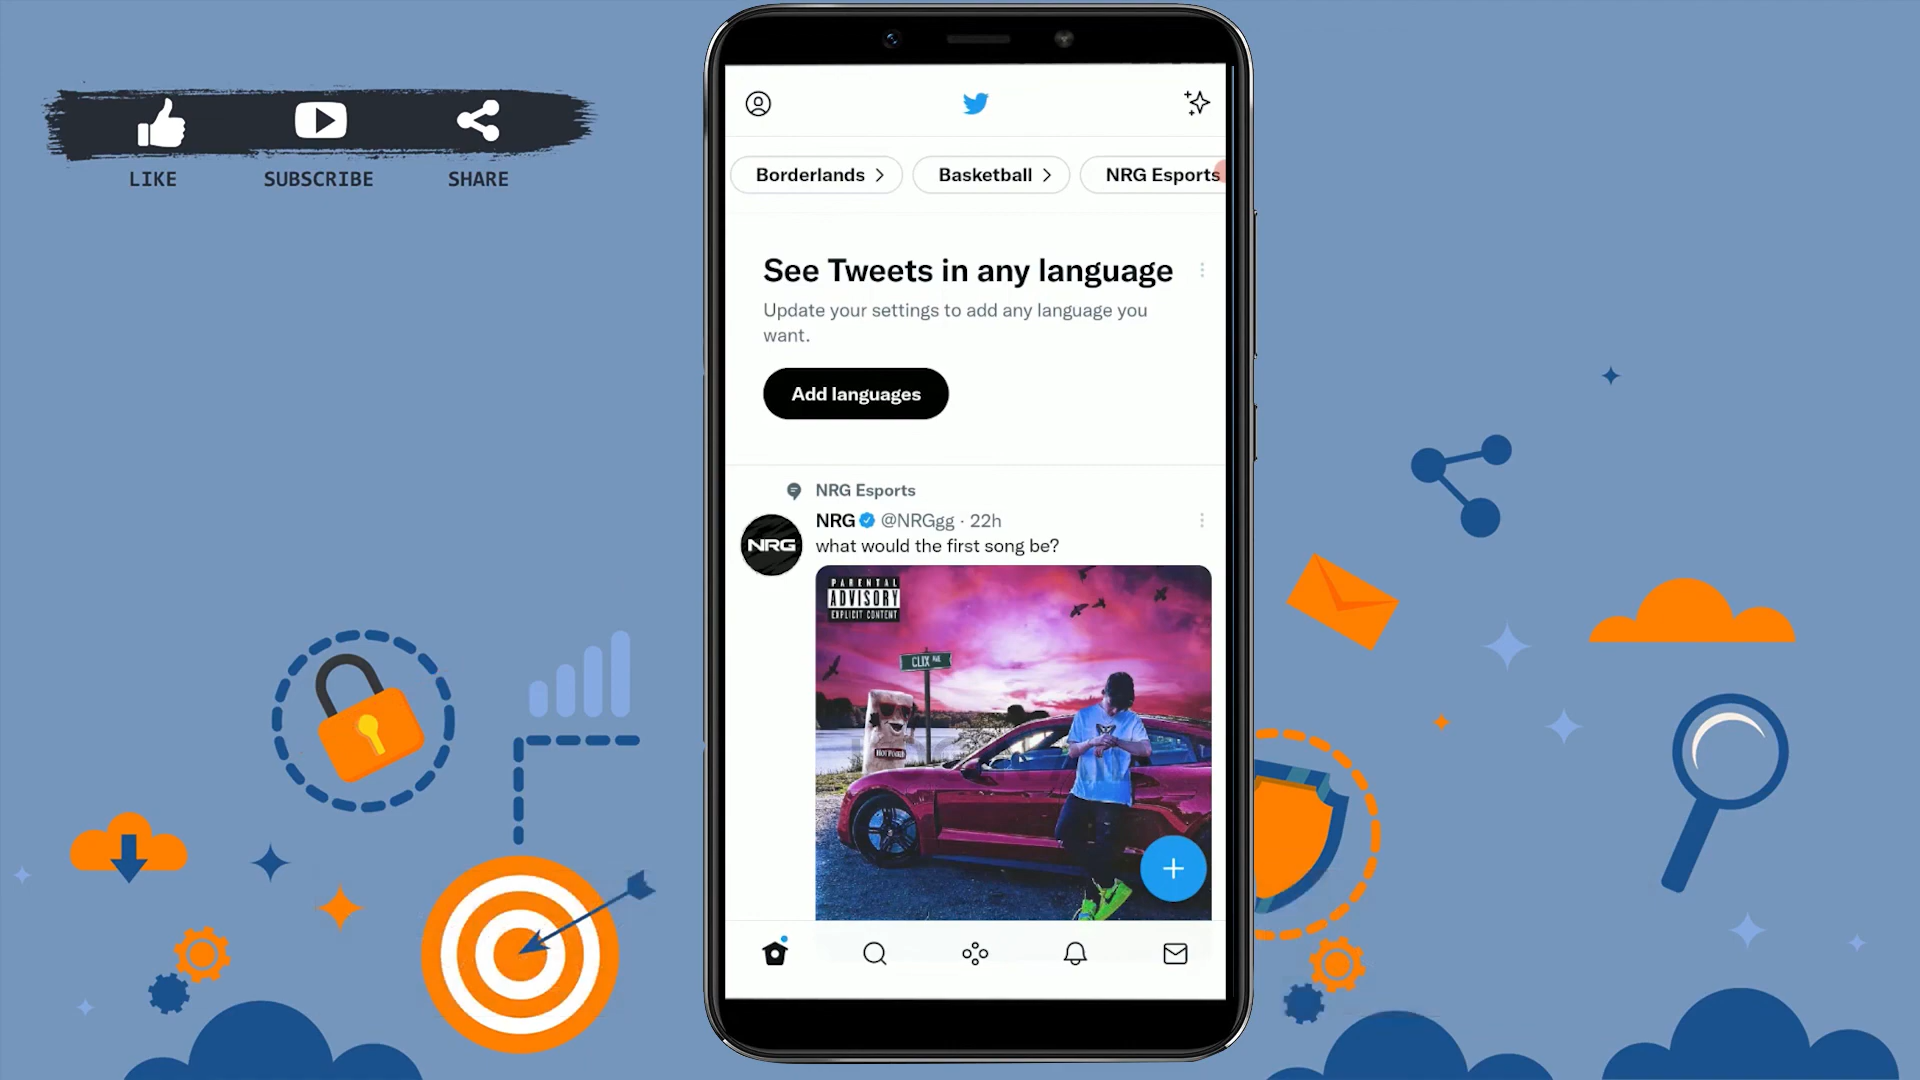 LIKE SUBSCRIBE SHARE
Borderlands Basketball NRG Esports
See Tweets in any language
Update your settings to add any language you
want.
Add languages
NRG Esports
NRG @NRGgg · 22h
NRG
what would the first song be?
PARENTAL
ADVISORY
EXPLICIT CONTENT
CLIX AVE